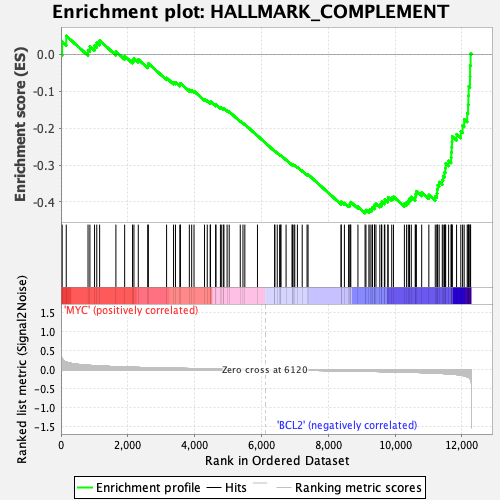 Enrichment plot: HALLMARK_COMPLEMENT
Enrichment score (ES)
0.0
-0.1
-0.2
-0.3
-0.4
'MYC' (positively correlated)
Ranked list metric (Signal2Noise)
1.5
1.0
0.5
0.0
-0.5
-1.0
-1.5
Zero cross at 6120
'BCL2' (negatively correlated)
0 2,000 4,000 6,000 8,000 10,000 12,000
Rank in Ordered Dataset
Enrichment profile Hits Ranking metric scores